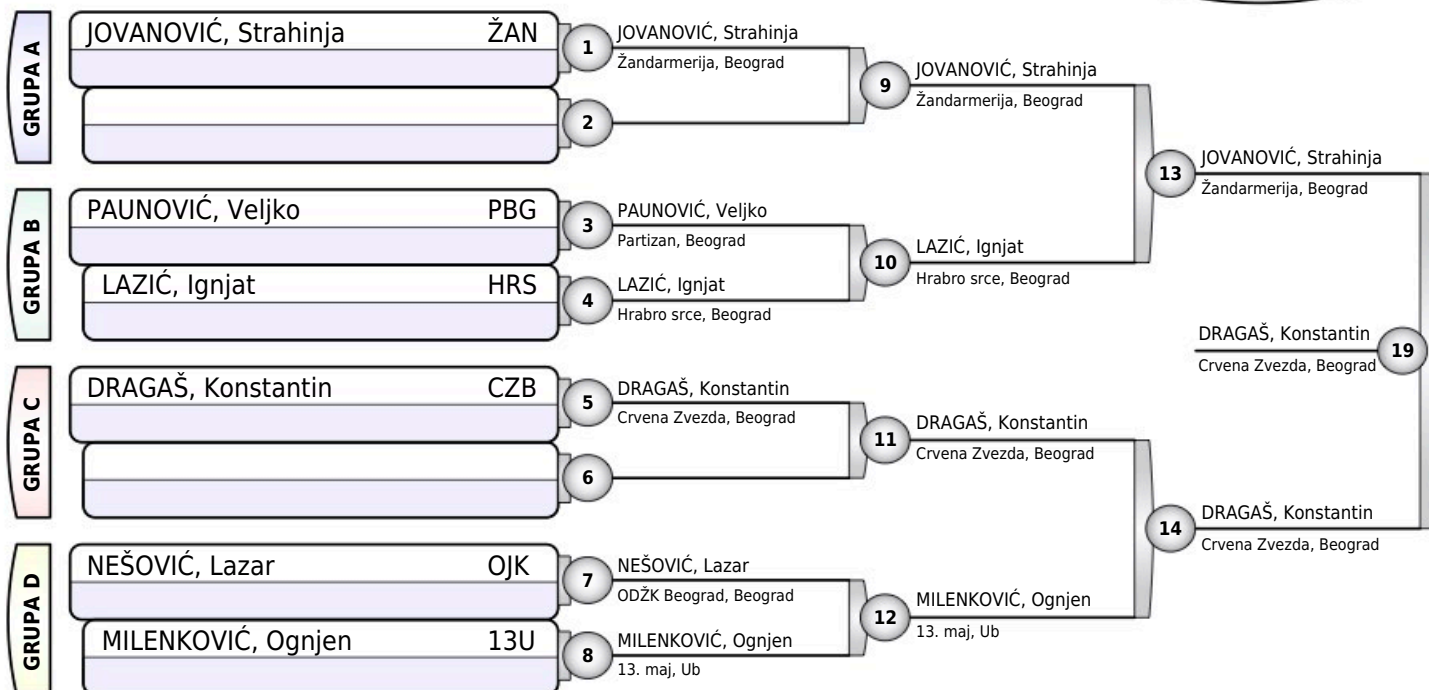 GRUPA A
JOVANOVIĆ, Strahinja ŽAN
1
JOVANOVIĆ, Strahinja
Žandarmerija, Beograd
2
9
JOVANOVIĆ, Strahinja
Žandarmerija, Beograd
GRUPA B
PAUNOVIĆ, Veljko PBG
3
PAUNOVIĆ, Veljko
Partizan, Beograd
LAZIĆ, Ignjat HRS
4
LAZIĆ, Ignjat
Hrabro srce, Beograd
10
LAZIĆ, Ignjat
Hrabro srce, Beograd
13
JOVANOVIĆ, Strahinja
Žandarmerija, Beograd
GRUPA C
DRAGAŠ, Konstantin CZB
5
DRAGAŠ, Konstantin
Crvena Zvezda, Beograd
6
11
DRAGAŠ, Konstantin
Crvena Zvezda, Beograd
GRUPA D
NEŠOVIĆ, Lazar OJK
7
NEŠOVIĆ, Lazar
ODŽK Beograd, Beograd
MILENKOVIĆ, Ognjen 13U
8
MILENKOVIĆ, Ognjen
13. maj, Ub
12
MILENKOVIĆ, Ognjen
13. maj, Ub
14
DRAGAŠ, Konstantin
Crvena Zvezda, Beograd
DRAGAŠ, Konstantin
Crvena Zvezda, Beograd
19